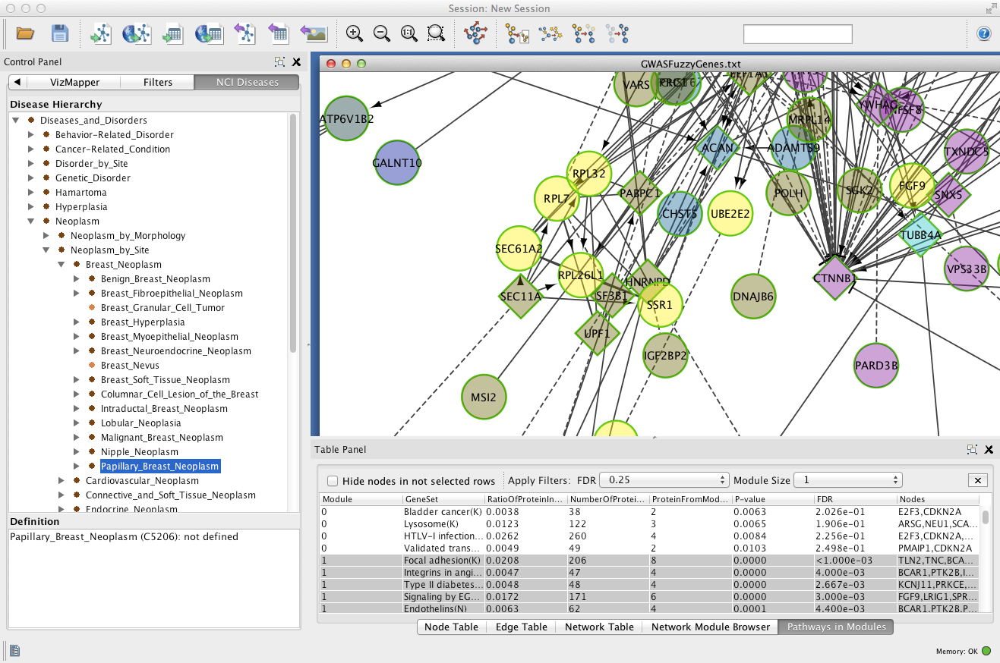 Session: New Session
Control Panel
VizMapper Filters NCI Diseases
Disease Hierarchy
Diseases_and_Disorders
Behavior-Related_Disorder
Cancer-Related_Condition
Disorder_by_Site
Genetic_Disorder
Hamartoma
Hyperplasia
Neoplasm
Neoplasm_by_Morphology
Neoplasm_by_Site
Breast_Neoplasm
Benign_Breast_Neoplasm
Breast_Fibroepithelial_Neoplasm
Breast_Granular_Cell_Tumor
Breast_Hyperplasia
Breast_Myoepithelial_Neoplasm
Breast_Neuroendocrine_Neoplasm
Breast_Nevus
Breast_Soft_Tissue_Neoplasm
Columnar_Cell_Lesion_of_the_Breast
Intraductal_Breast_Neoplasm
Lobular_Neoplasia
Malignant_Breast_Neoplasm
Nipple_Neoplasm
Papillary_Breast_Neoplasm
Cardiovascular_Neoplasm
Connective_and_Soft_Tissue_Neoplasm
Endocrine_Neoplasm
Definition
Papillary_Breast_Neoplasm (C5206): not defined
GWASFuzzyGenes.txt
VARS
EEF1A1
ATP6V1B2
YWHAG
MRPL14
GALNT10
ACAN
ADAMTS9
TXNDC5
RPL32
RPL7
PABPC1
POLH
SGK2
FGF9
SNX5
CHST5
UBE2E2
TUBB4A
SEC61A2
RPL26L1
HNRNPD
CTNNB1
VPS33B
SEC11A
SF3B1
SSR1
DNAJB6
UPF1
IGF2BP2
PARD3B
MSI2
Table Panel
Hide nodes in not selected rows Apply Filters: FDR 0.25 Module Size 1
Module GeneSet RatioOfProteinIn... NumberOfProtei... ProteinFromMod... P-value FDR Nodes
0 Bladder cancer(K) 0.0038 38 2 0.0063 2.026e-01 E2F3,CDKN2A
0 Lysosome(K) 0.0123 122 3 0.0065 1.906e-01 ARSG,NEU1,SCA...
0 HTLV-I infection... 0.0262 260 4 0.0084 2.256e-01 E2F3,CDKN2A,...
0 Validated trans... 0.0049 49 2 0.0103 2.498e-01 PMAIP1,CDKN2A
1 Focal adhesion(K) 0.0208 206 8 0.0000 <1.000e-03 TLN2,TNC,BCA...
1 Integrins in angi... 0.0047 47 4 0.0000 4.000e-03 BCAR1,PTK2B,I...
1 Type II diabetes... 0.0048 48 4 0.0000 2.667e-03 KCNJ11,PRKCE,...
1 Signaling by EG... 0.0172 171 6 0.0000 3.000e-03 FGF9,LRIG1,SPR...
1 Endothelins(N) 0.0063 62 4 0.0001 4.400e-03 BCAR1,PTK2B,P...
Node Table Edge Table Network Table Network Module Browser Pathways in Modules
Memory: OK